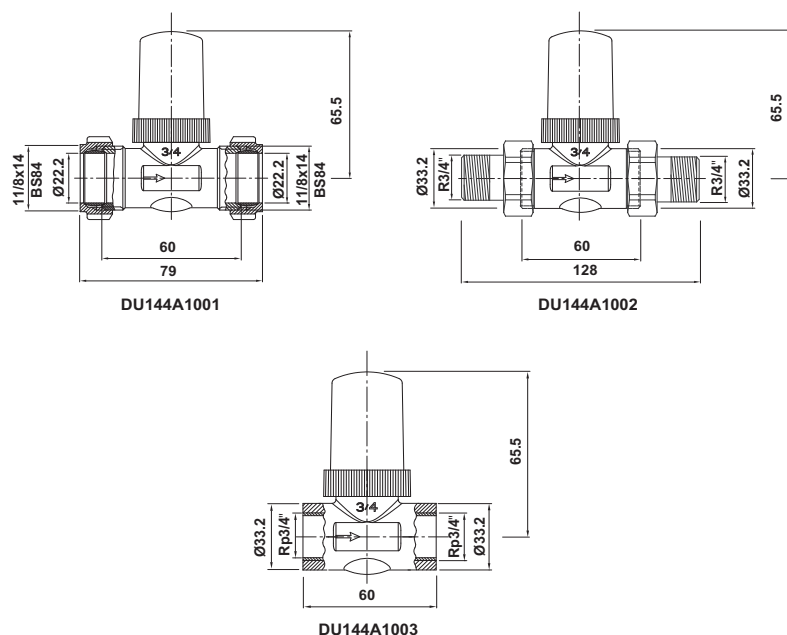 65.5
3/4
11/8x14
BS84
Ø22.2
Ø22.2
11/8x14
BS84
60
79
DU144A1001
65.5
3/4
Ø33.2
R3/4"
R3/4"
Ø33.2
60
128
DU144A1002
65.5
3/4
Ø33.2
Rp3/4"
Rp3/4"
Ø33.2
60
DU144A1003